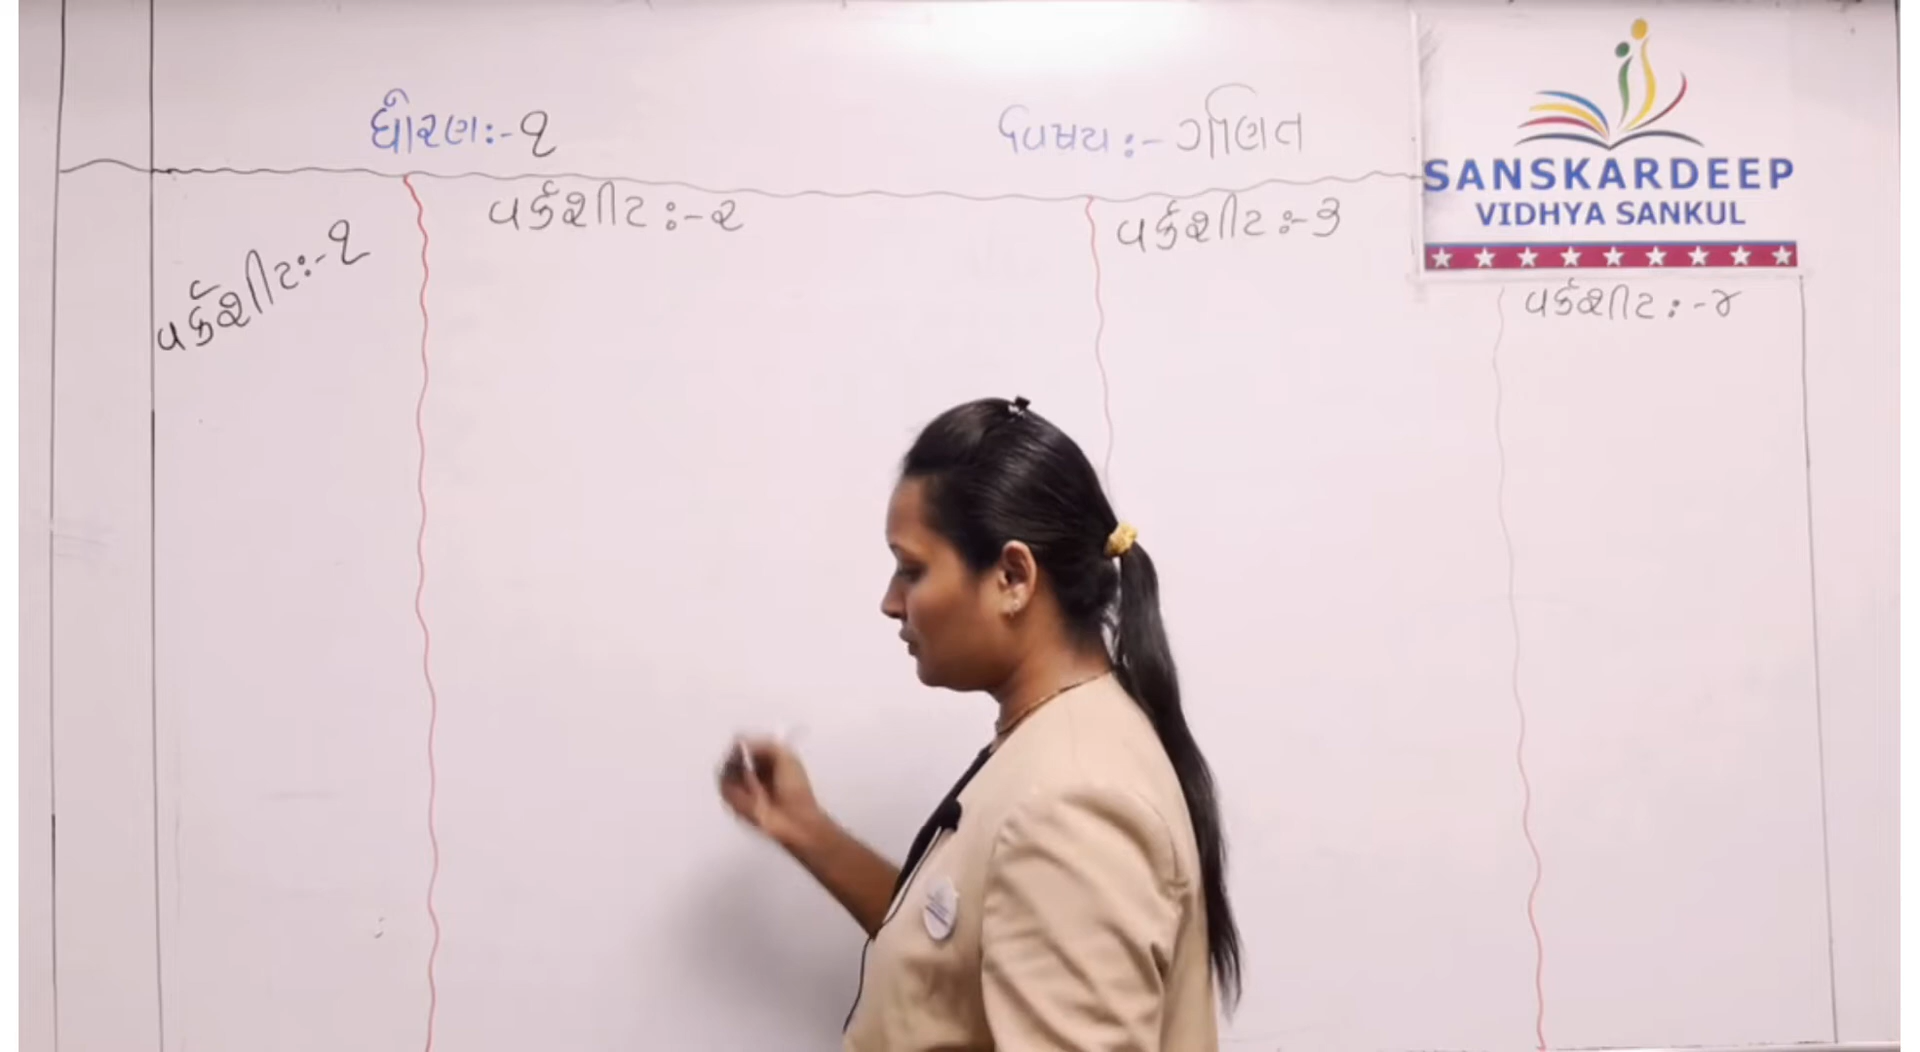 ધોરણ:- ૧
વિષય:- ગણિત
SANSKARDEEP
VIDHYA SANKUL
વર્કશીટ:- ૧
વર્કશીટ:- ૨
વર્કશીટ:- ૩
વર્કશીટ:- ૪